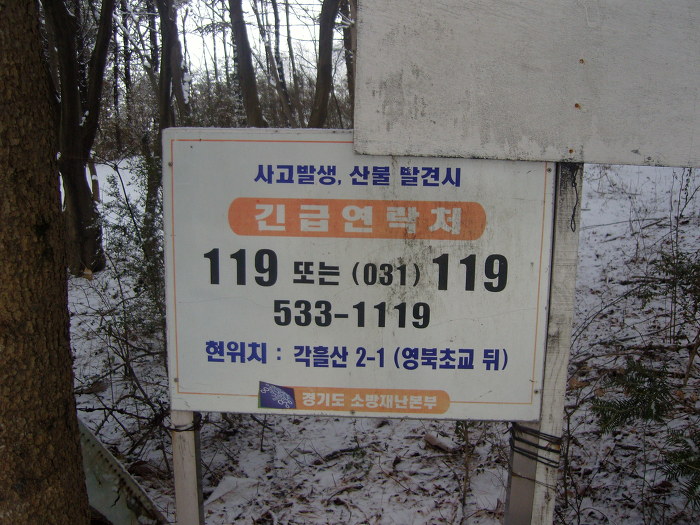 사고발생, 산불 발견시
긴급연락처
119 또는 (031) 119
533-1119
현위치 : 각흘산 2-1 (영북초교 뒤)
경기도 소방재난본부